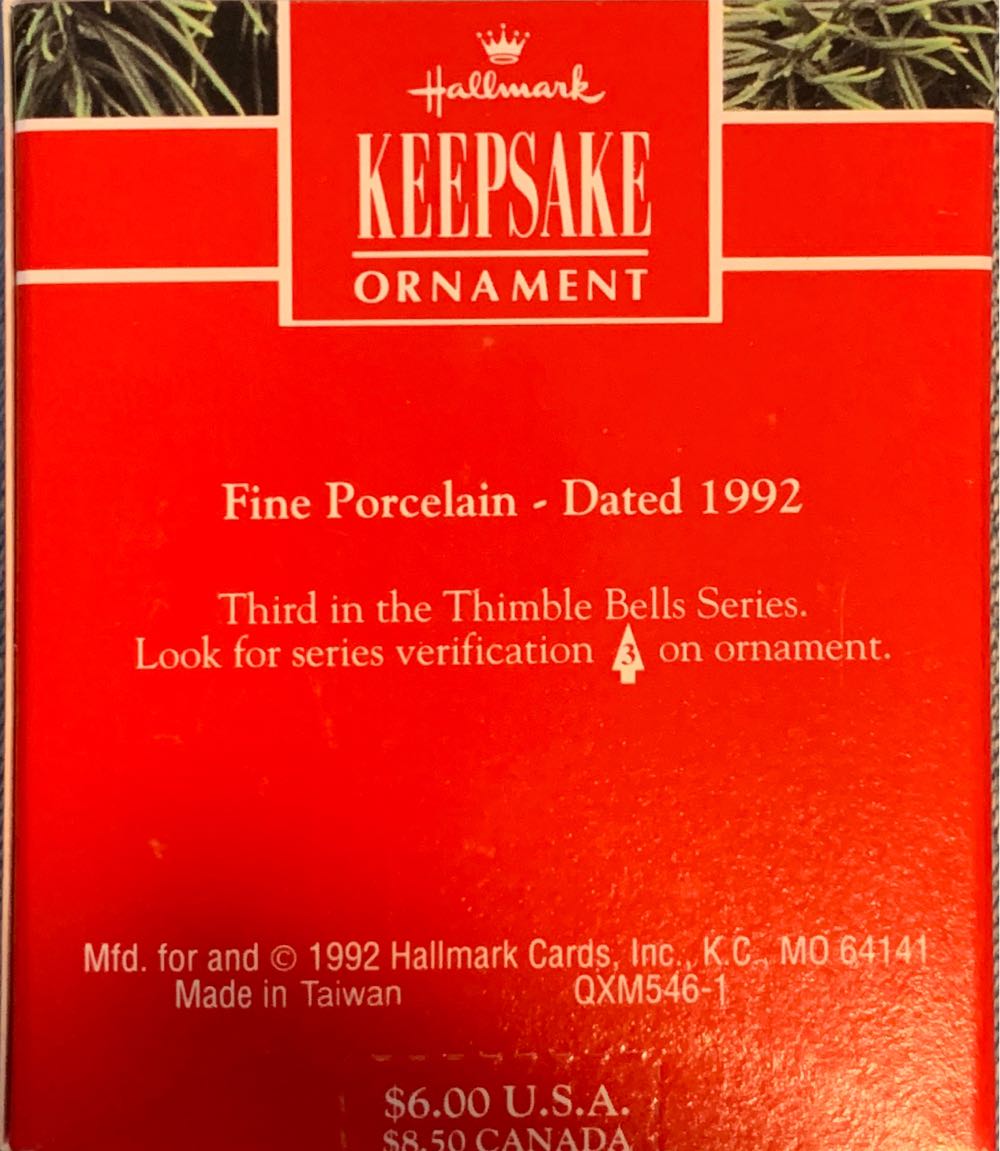 Hallmark
KEEPSAKE
ORNAMENT
Fine Porcelain - Dated 1992
Third in the Thimble Bells Series.
Look for series verification 3 on ornament.
Mfd. for and © 1992 Hallmark Cards, Inc., K.C., MO 64141
Made in Taiwan QXM546-1
$6.00 U.S.A.
$8.50 CANADA